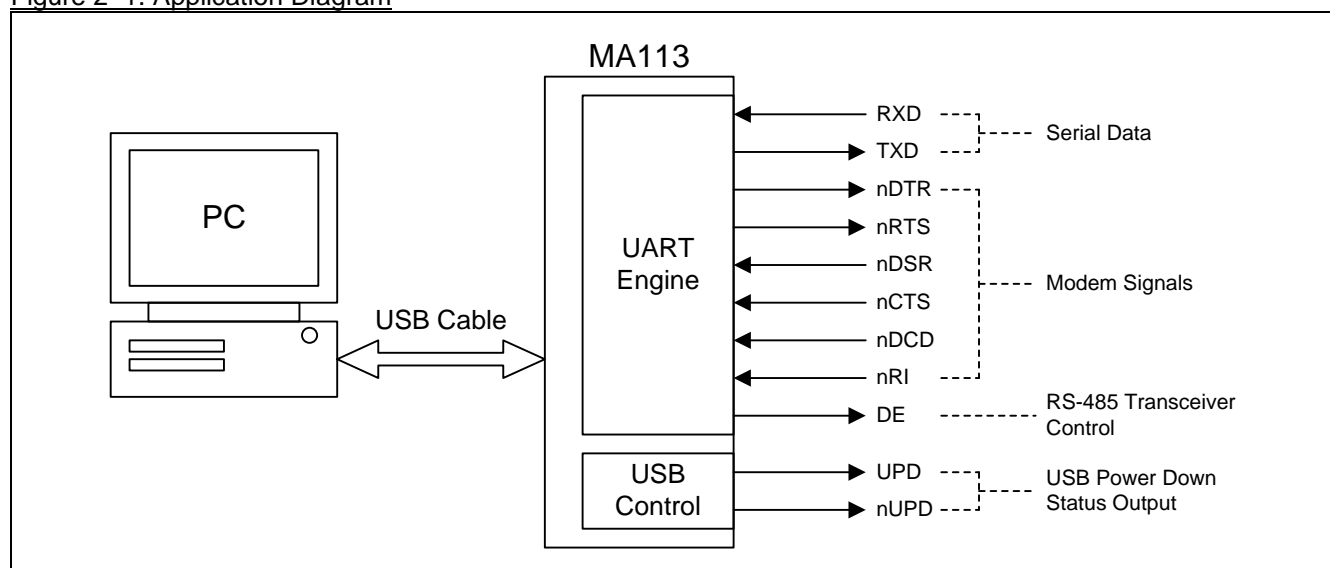 Figure 2-1. Application Diagram
MA113
PC
USB Cable
UART
Engine
USB
Control
RXD
TXD
nDTR
nRTS
nDSR
nCTS
nDCD
nRI
DE
UPD
nUPD
Serial Data
Modem Signals
RS-485 Transceiver
Control
USB Power Down
Status Output